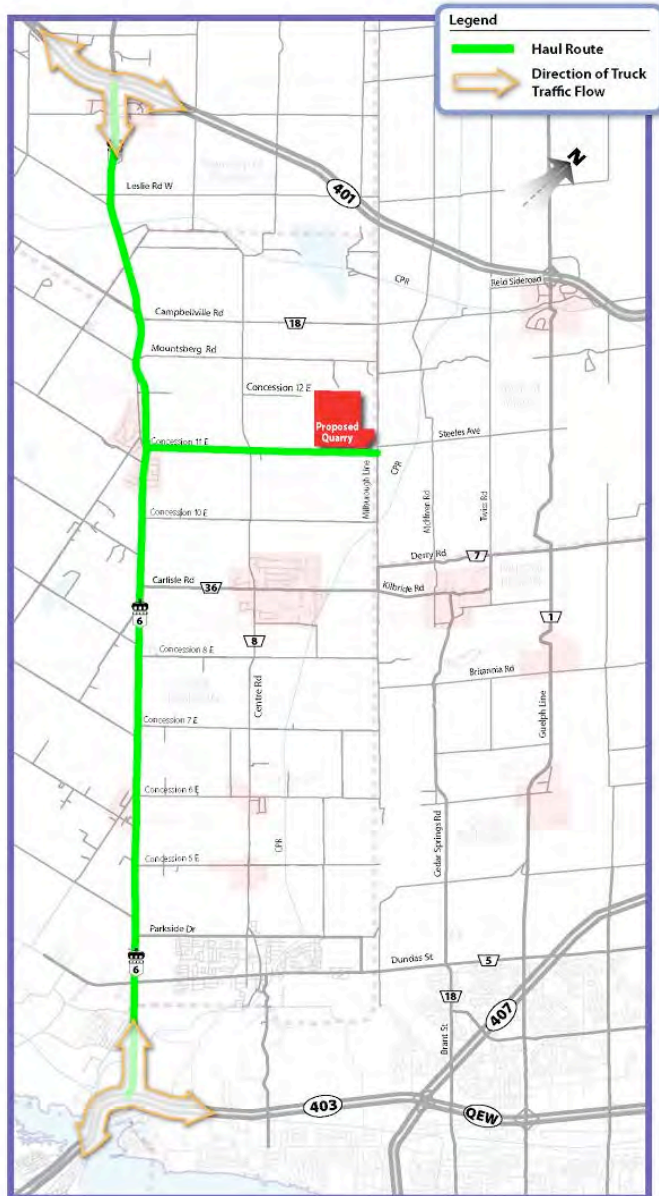 Legend
Haul Route
Direction of Truck
Traffic Flow
N
Leslie Rd W
401
CPR
Reid Sideroad
Campbellville Rd
18
Mountsberg Rd
Concession 12 E
Proposed
Quarry
Concession 11 E
Steeles Ave
CPR
Milburough Line
McNiven Rd
Twiss Rd
Concession 10 E
Derry Rd
7
Carlisle Rd
36
Kilbride Rd
6
8
1
Concession 8 E
Britannia Rd
Centre Rd
Guelph Line
Concession 7 E
Concession 6 E
Cedar Springs Rd
CPR
Concession 5 E
Parkside Dr
6
Dundas St
5
18
407
Brant St
403
QEW